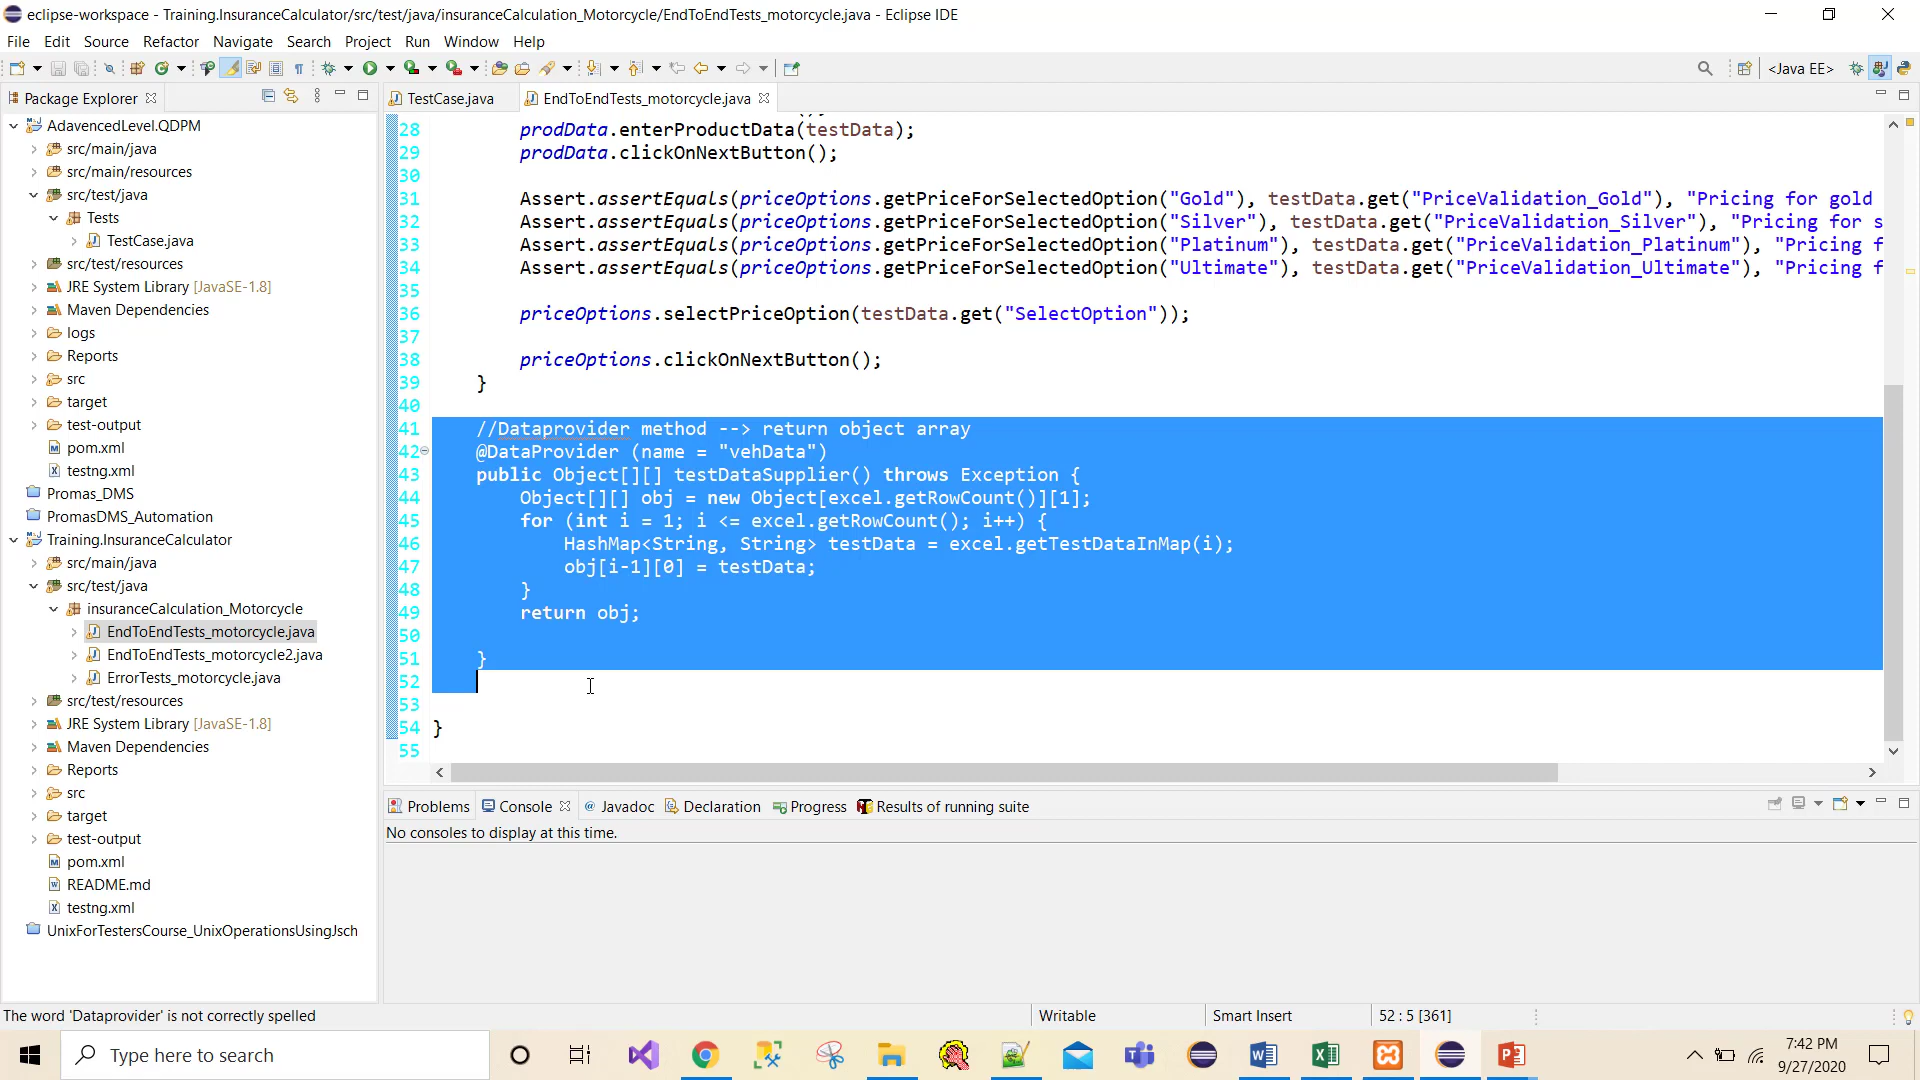 eclipse-workspace - Training.InsuranceCalculator/src/test/java/insuranceCalculation_Motorcycle/EndToEndTests_motorcycle.java - Eclipse IDE
File Edit Source Refactor Navigate Search Project Run Window Help
<Java EE>
Package Explorer
AdavencedLevel.QDPM
src/main/java
src/main/resources
src/test/java
Tests
TestCase.java
src/test/resources
JRE System Library [JavaSE-1.8]
Maven Dependencies
logs
Reports
src
target
test-output
pom.xml
testng.xml
Promas_DMS
PromasDMS_Automation
Training.InsuranceCalculator
src/main/java
src/test/java
insuranceCalculation_Motorcycle
EndToEndTests_motorcycle.java
EndToEndTests_motorcycle2.java
ErrorTests_motorcycle.java
src/test/resources
JRE System Library [JavaSE-1.8]
Maven Dependencies
Reports
src
target
test-output
pom.xml
README.md
testng.xml
UnixForTestersCourse_UnixOperationsUsingJsch
TestCase.java EndToEndTests_motorcycle.java
28 prodData.enterProductData(testData);
29 prodData.clickOnNextButton();
30
31 Assert.assertEquals(priceOptions.getPriceForSelectedOption("Gold"), testData.get("PriceValidation_Gold"), "Pricing for gold
32 Assert.assertEquals(priceOptions.getPriceForSelectedOption("Silver"), testData.get("PriceValidation_Silver"), "Pricing for s
33 Assert.assertEquals(priceOptions.getPriceForSelectedOption("Platinum"), testData.get("PriceValidation_Platinum"), "Pricing f
34 Assert.assertEquals(priceOptions.getPriceForSelectedOption("Ultimate"), testData.get("PriceValidation_Ultimate"), "Pricing f
35
36 priceOptions.selectPriceOption(testData.get("SelectOption"));
37
38 priceOptions.clickOnNextButton();
39 }
40
41 //Dataprovider method --> return object array
42 @DataProvider (name = "vehData")
43 public Object[][] testDataSupplier() throws Exception {
44 Object[][] obj = new Object[excel.getRowCount()][1];
45 for (int i = 1; i <= excel.getRowCount(); i++) {
46 HashMap<String, String> testData = excel.getTestDataInMap(i);
47 obj[i-1][0] = testData;
48 }
49 return obj;
50
51 }
52
53
54 }
55
Problems Console Javadoc Declaration Progress Results of running suite
No consoles to display at this time.
The word 'Dataprovider' is not correctly spelled Writable Smart Insert 52 : 5 [361]
Type here to search
7:42 PM
9/27/2020